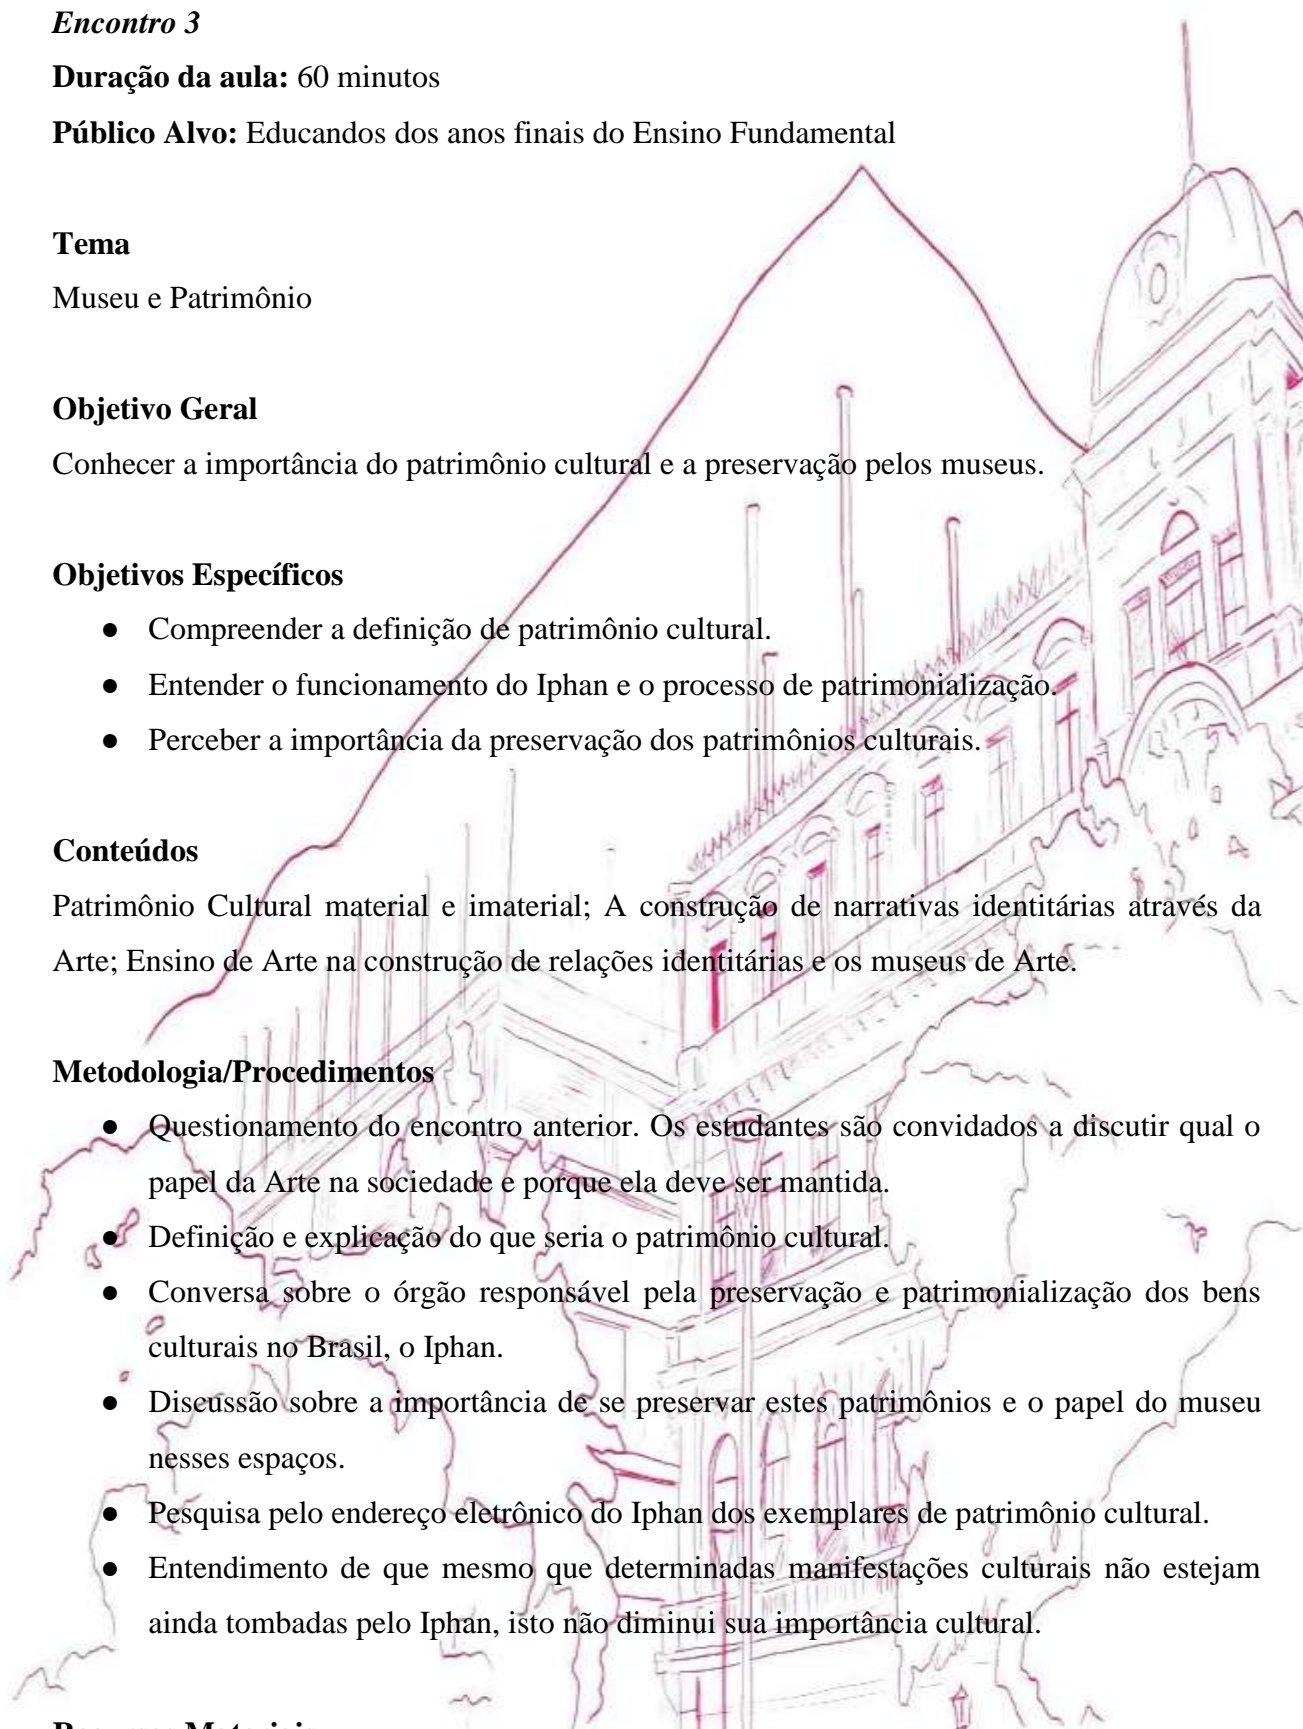 Encontro 3
Duração da aula: 60 minutos
Público Alvo: Educandos dos anos finais do Ensino Fundamental
Tema
Museu e Patrimônio
Objetivo Geral
Conhecer a importância do patrimônio cultural e a preservação pelos museus.
Objetivos Específicos
● Compreender a definição de patrimônio cultural.
● Entender o funcionamento do Iphan e o processo de patrimonialização.
● Perceber a importância da preservação dos patrimônios culturais.
Conteúdos
Patrimônio Cultural material e imaterial; A construção de narrativas identitárias através da
Arte; Ensino de Arte na construção de relações identitárias e os museus de Arte.
Metodologia/Procedimentos
● Questionamento do encontro anterior. Os estudantes são convidados a discutir qual o
papel da Arte na sociedade e porque ela deve ser mantida.
● Definição e explicação do que seria o patrimônio cultural.
● Conversa sobre o órgão responsável pela preservação e patrimonialização dos bens
culturais no Brasil, o Iphan.
● Discussão sobre a importância de se preservar estes patrimônios e o papel do museu
nesses espaços.
● Pesquisa pelo endereço eletrônico do Iphan dos exemplares de patrimônio cultural.
● Entendimento de que mesmo que determinadas manifestações culturais não estejam
ainda tombadas pelo Iphan, isto não diminui sua importância cultural.
Recursos Materiais